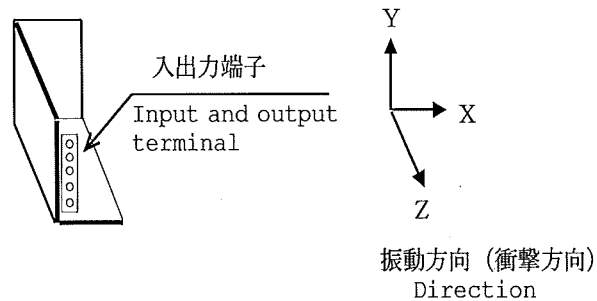 Y
入出力端子
Input and output
terminal
X
Z
振動方向 (衝撃方向)
Direction